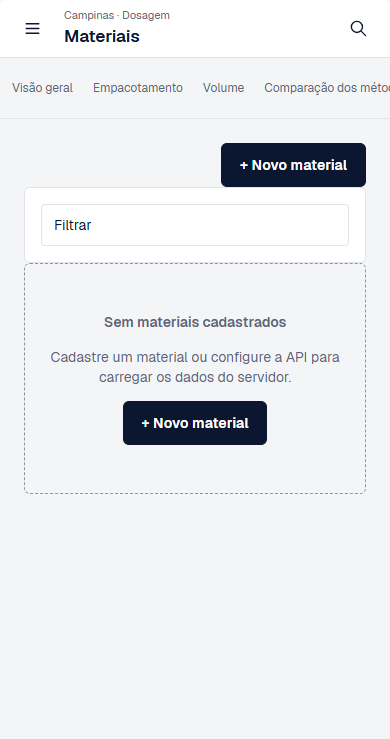 Campinas · Dosagem
Materiais
Visão geral Empacotamento Volume Comparação dos
+ Novo material
Filtrar
Sem materiais cadastrados
Cadastre um material ou configure a API para
carregar os dados do servidor.
+ Novo material